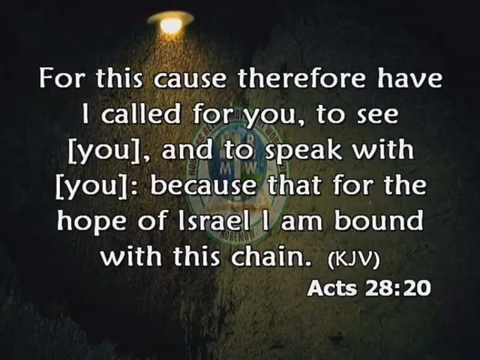 For this cause therefore have
I called for you, to see
[you], and to speak with
[you]: because that for the
hope of Israel I am bound
with this chain. (KJV)
Acts 28:20